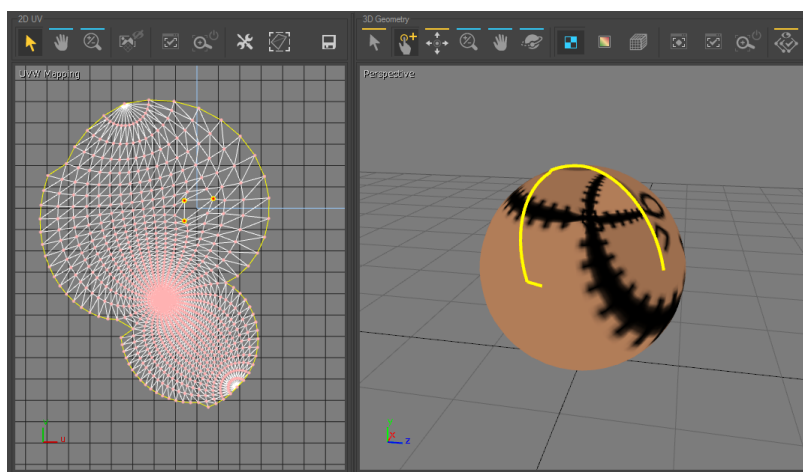 2D UV
3D Geometry
UVW Mapping
Perspective
U
Y
X
Z